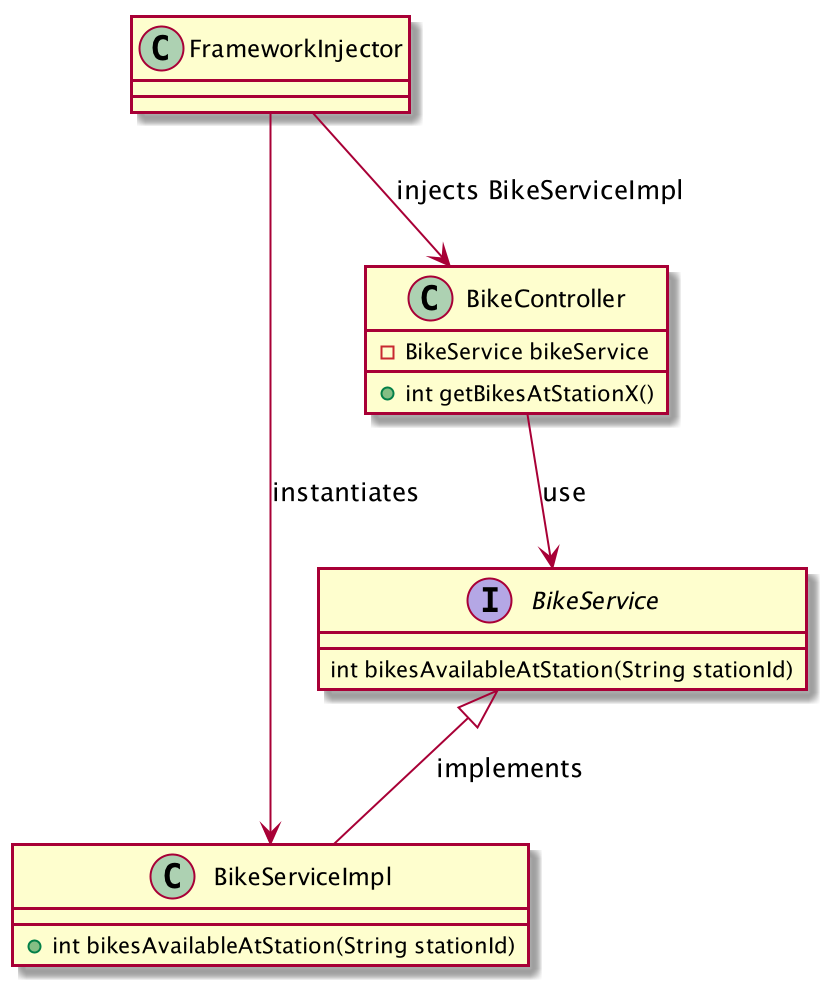 C FrameworkInjector
injects BikeServiceImpl
C BikeController
BikeService bikeService
int getBikesAtStationX()
instantiates
use
I BikeService
int bikesAvailableAtStation(String stationId)
implements
C BikeServiceImpl
int bikesAvailableAtStation(String stationId)